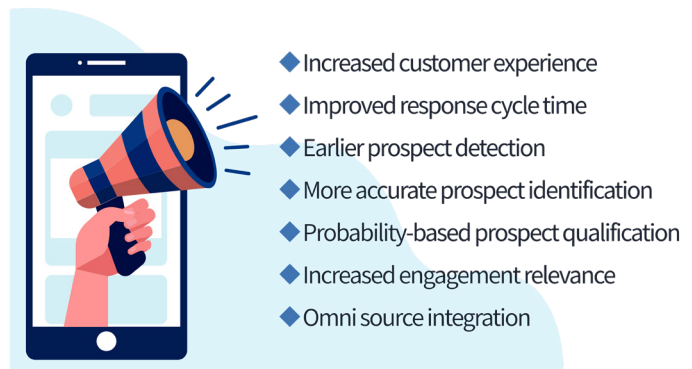 Increased customer experience
Improved response cycle time
Earlier prospect detection
More accurate prospect identification
Probability-based prospect qualification
Increased engagement relevance
Omni source integration